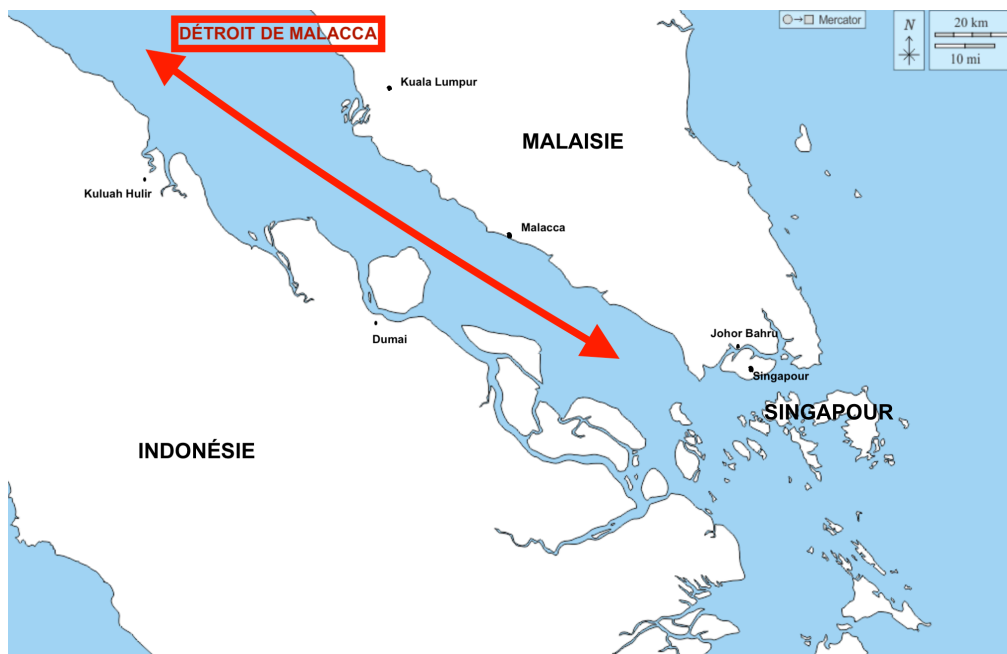 DÉTROIT DE MALACCA
Mercator
N
20 km
10 mi
Kuala Lumpur
MALAISIE
Kuluah Hulir
Malacca
Johor Bahru
Dumai
Singapour
SINGAPOUR
INDONÉSIE